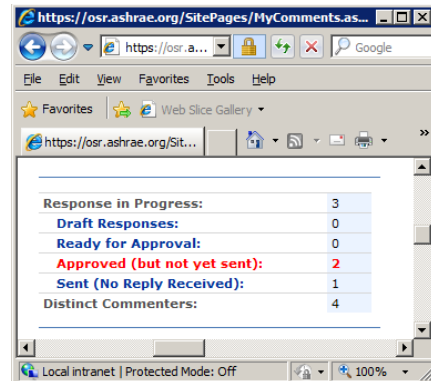 https://osr.ashrae.org/SitePages/MyComments.as...
https://osr.a...
Google
File Edit View Favorites Tools Help
Favorites Web Slice Gallery
https://osr.ashrae.org/Sit...
»
Response in Progress: 3
Draft Responses: 0
Ready for Approval: 0
Approved (but not yet sent): 2
Sent (No Reply Received): 1
Distinct Commenters: 4
Local intranet | Protected Mode: Off 100%